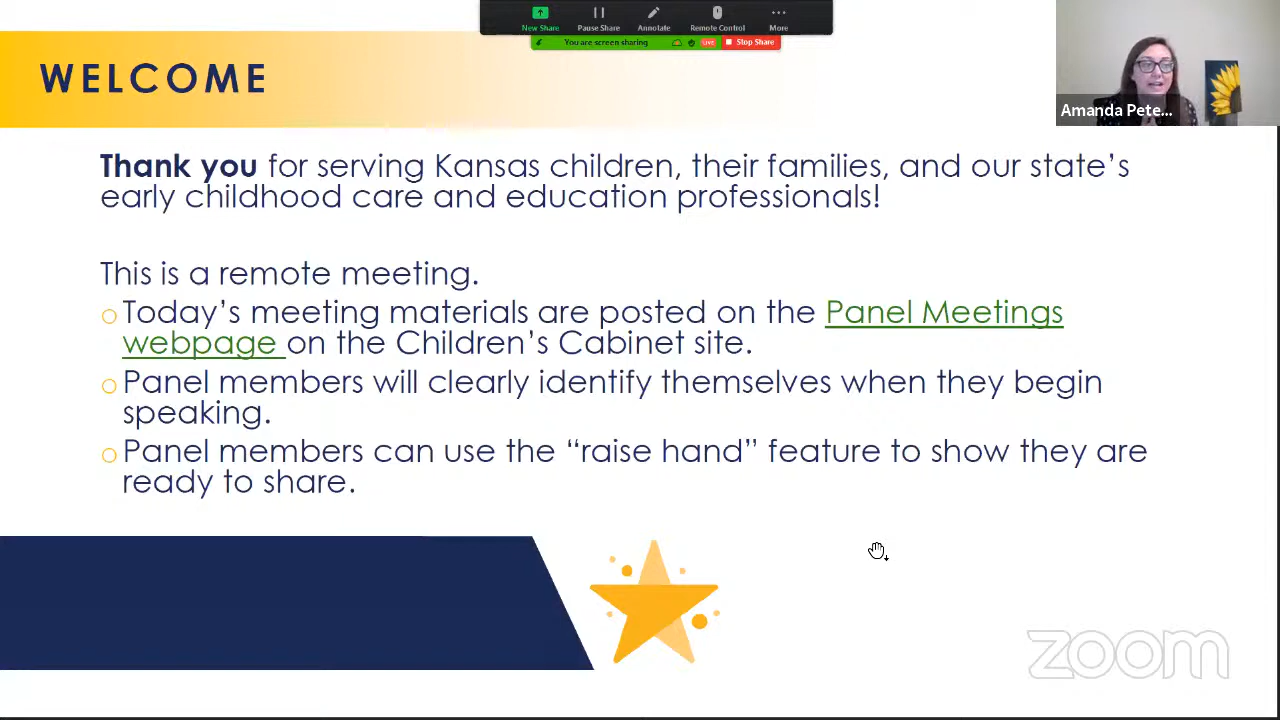 New Share
Pause Share
Annotate
Remote Control
More
You are screen sharing
LIVE
Stop Share
WELCOME
Amanda Pete...
Thank you for serving Kansas children, their families, and our state’s
early childhood care and education professionals!
This is a remote meeting.
Today’s meeting materials are posted on the Panel Meetings
webpage on the Children’s Cabinet site.
Panel members will clearly identify themselves when they begin
speaking.
Panel members can use the “raise hand” feature to show they are
ready to share.
zoom